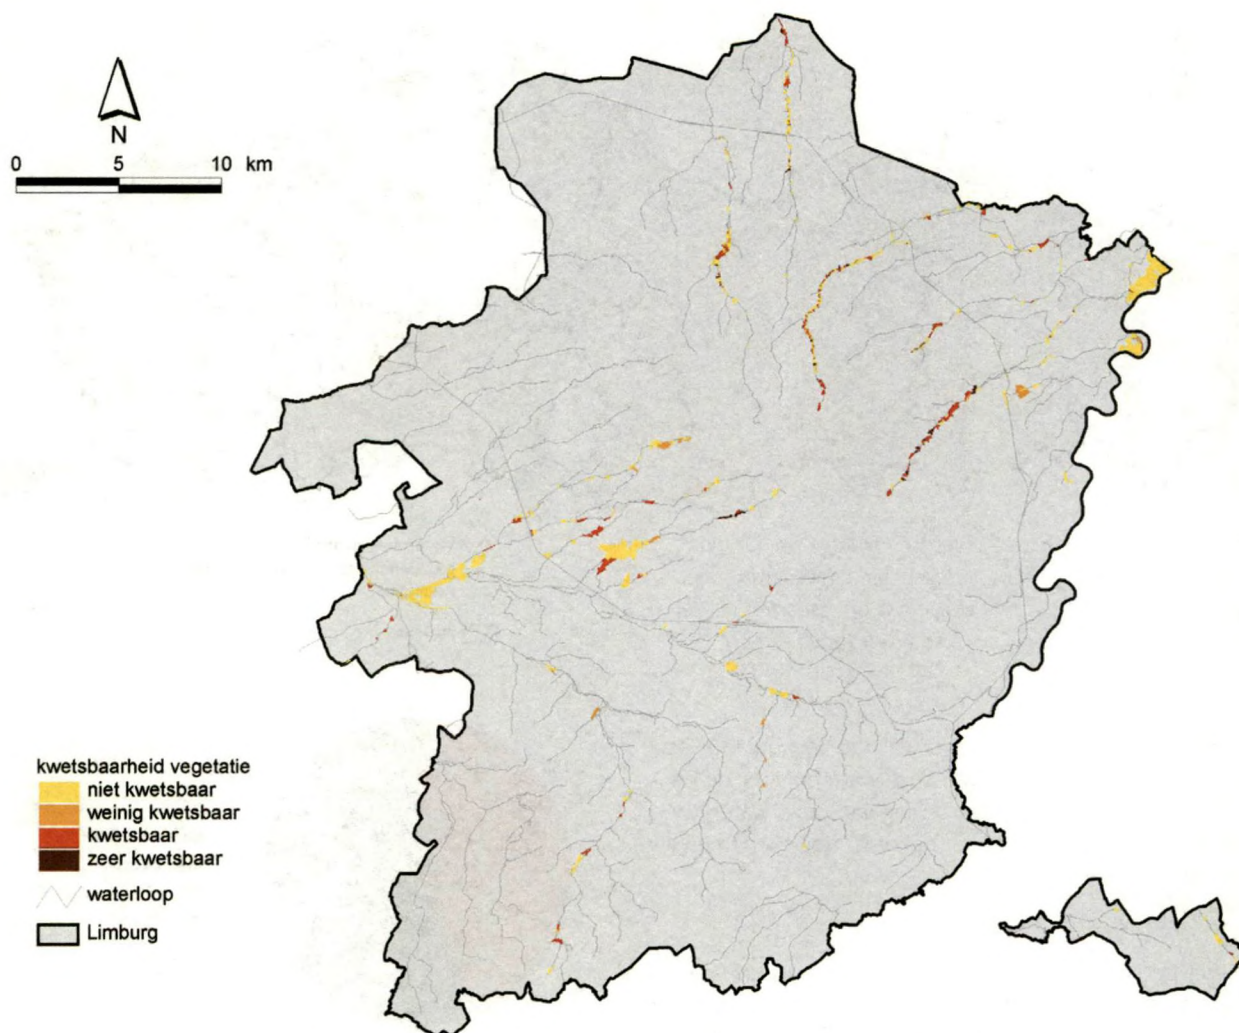 N
0 5 10 km
kwetsbaarheid vegetatie
niet kwetsbaar
weinig kwetsbaar
kwetsbaar
zeer kwetsbaar
waterloop
Limburg